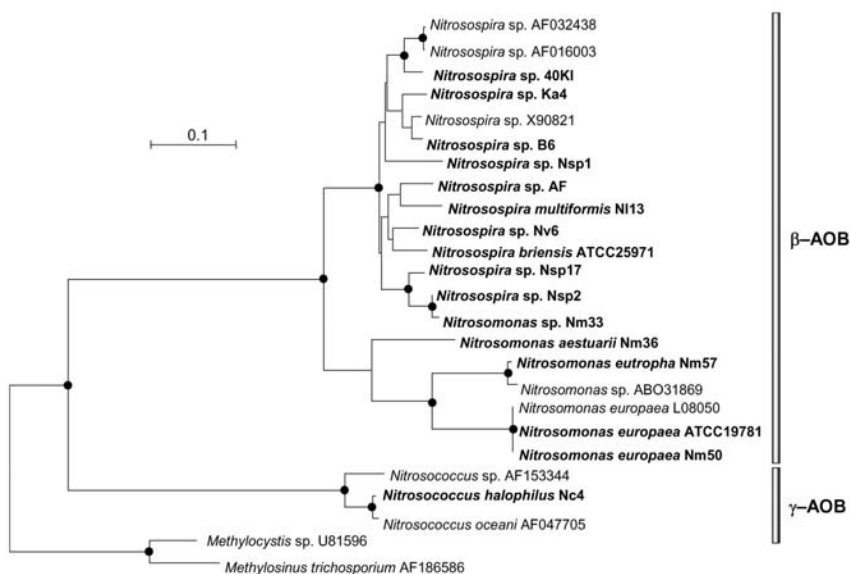 Nitrosospira sp. AF032438
Nitrosospira sp. AF016003
Nitrosospira sp. 40KI
Nitrosospira sp. Ka4
0.1
Nitrosospira sp. X90821
Nitrosospira sp. B6
Nitrosospira sp. Nsp1
Nitrosospira sp. AF
Nitrosospira multiformis Nl13
Nitrosospira sp. Nv6
β–AOB
Nitrosospira briensis ATCC25971
Nitrosospira sp. Nsp17
Nitrosospira sp. Nsp2
Nitrosomonas sp. Nm33
Nitrosomonas aestuarii Nm36
Nitrosomonas eutropha Nm57
Nitrosomonas sp. ABO31869
Nitrosomonas europaea L08050
Nitrosomonas europaea ATCC19781
Nitrosomonas europaea Nm50
Nitrosococcus sp. AF153344
Nitrosococcus halophilus Nc4
γ–AOB
Nitrosococcus oceani AF047705
Methylocystis sp. U81596
Methylosinus trichosporium AF186586